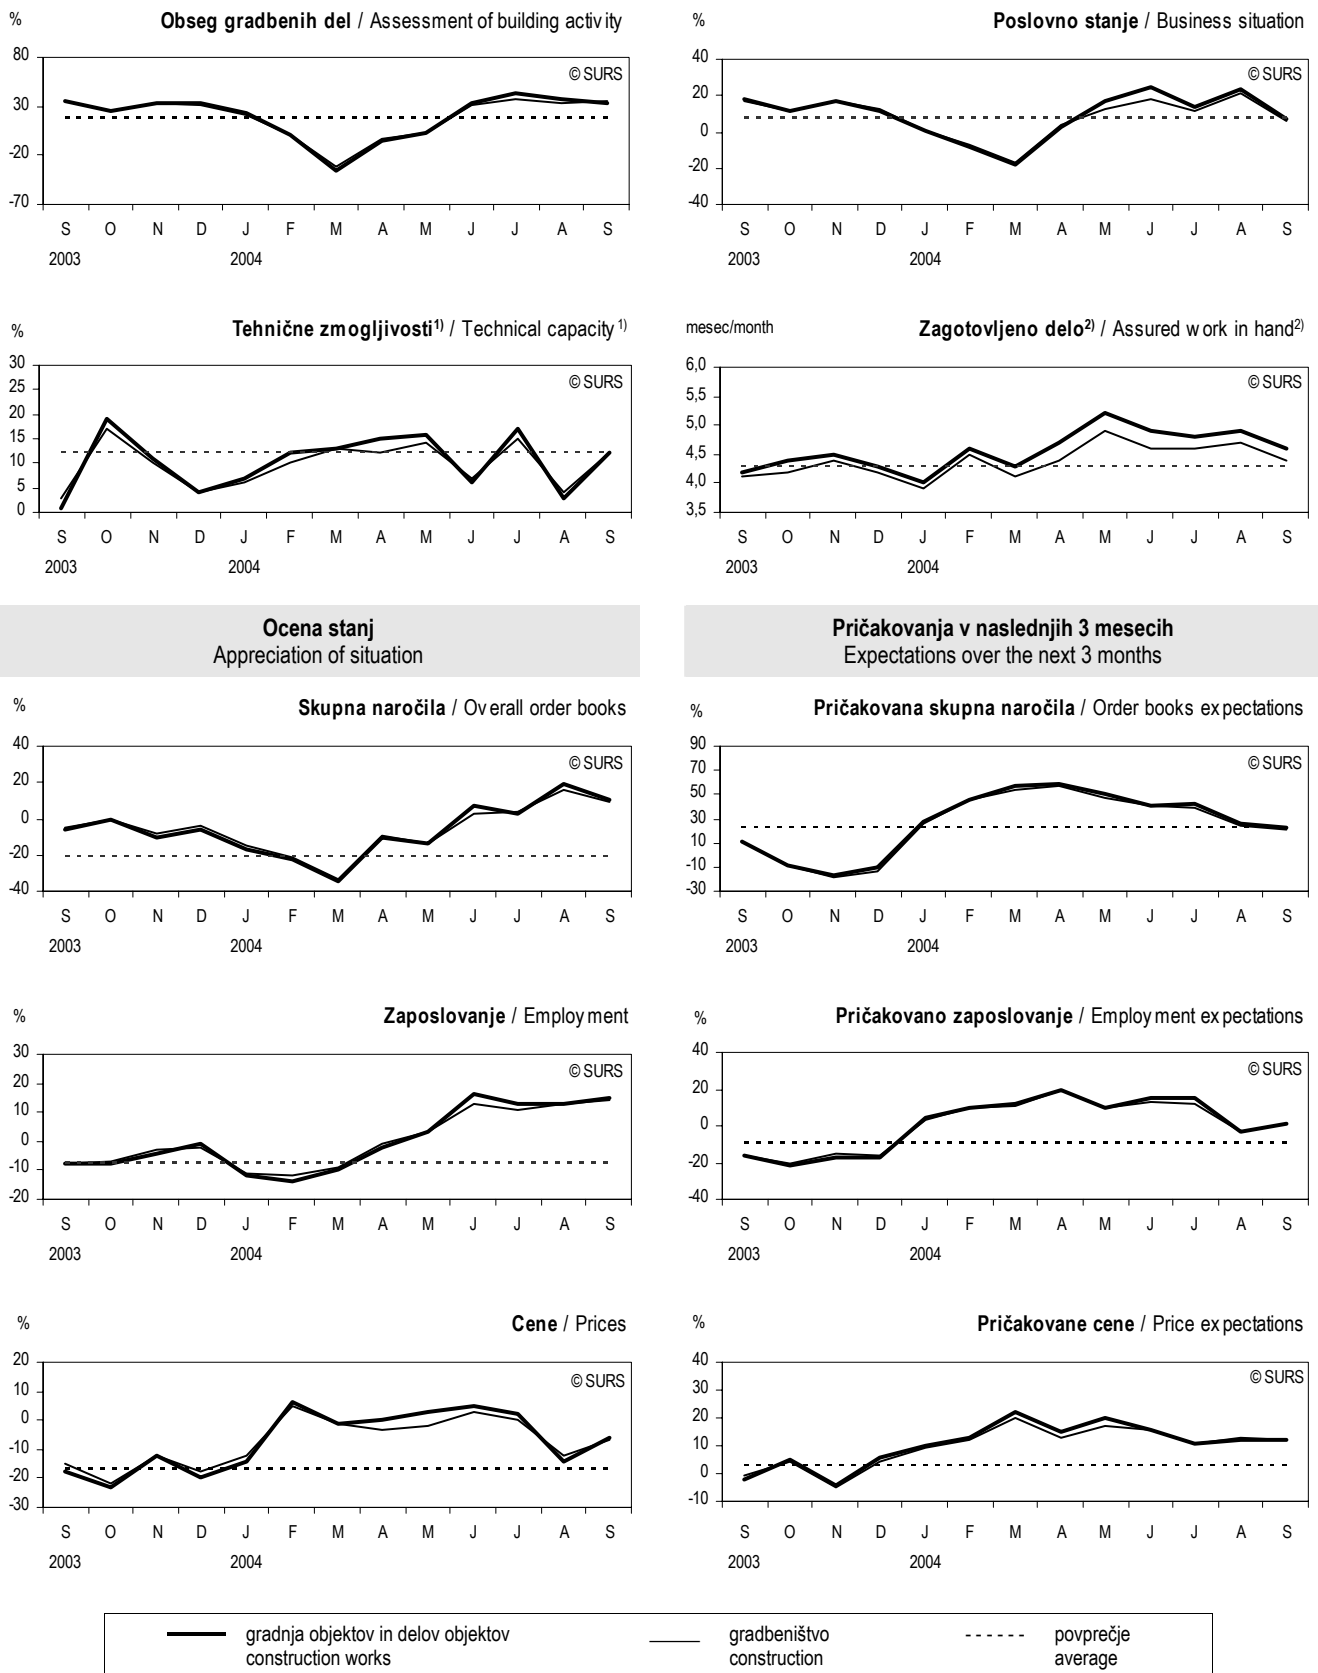 % Obseg gradbenih del / Assessment of building activity
80
30
-20
-70
© SURS
S O N D J F M A M J J A S
2003 2004
% Poslovno stanje / Business situation
40
20
0
-20
-40
© SURS
S O N D J F M A M J J A S
2003 2004
% Tehnične zmogljivosti1) / Technical capacity 1)
30
25
20
15
10
5
0
© SURS
S O N D J F M A M J J A S
2003 2004
mesec/month Zagotovljeno delo2) / Assured work in hand2)
6,0
5,5
5,0
4,5
4,0
3,5
© SURS
S O N D J F M A M J J A S
2003 2004
Ocena stanj
Appreciation of situation
Pričakovanja v naslednjih 3 mesecih
Expectations over the next 3 months
% Skupna naročila / Overall order books
40
20
0
-20
-40
© SURS
S O N D J F M A M J J A S
2003 2004
% Pričakovana skupna naročila / Order books expectations
90
70
50
30
10
-10
-30
© SURS
S O N D J F M A M J J A S
2003 2004
% Zaposlovanje / Employment
30
20
10
0
-10
-20
© SURS
S O N D J F M A M J J A S
2003 2004
% Pričakovano zaposlovanje / Employment expectations
40
20
0
-20
-40
© SURS
S O N D J F M A M J J A S
2003 2004
% Cene / Prices
20
10
0
-10
-20
-30
© SURS
S O N D J F M A M J J A S
2003 2004
% Pričakovane cene / Price expectations
40
30
20
10
0
-10
© SURS
S O N D J F M A M J J A S
2003 2004
gradnja objektov in delov objektov
construction works
gradbeništvo
construction
povprečje
average